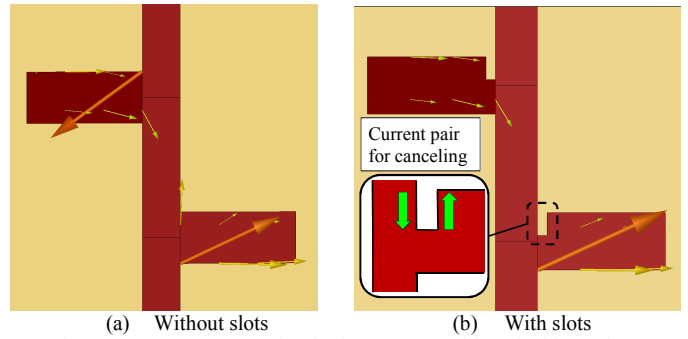 Current pair
for canceling
(a) Without slots
(b) With slots